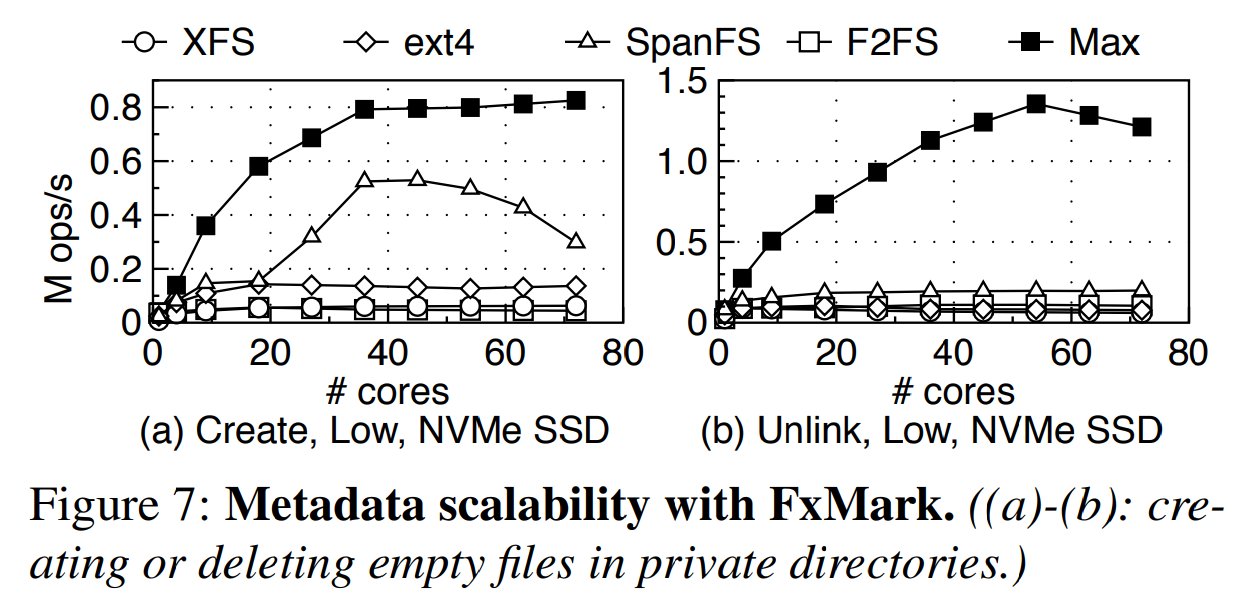 XFS ext4 SpanFS F2FS Max
M ops/s
0.8
0.6
0.4
0.2
0
0 20 40 60 80
# cores
(a) Create, Low, NVMe SSD
1.5
1.0
0.5
0
0 20 40 60 80
# cores
(b) Unlink, Low, NVMe SSD
Figure 7: Metadata scalability with FxMark. ((a)-(b): cre-
ating or deleting empty files in private directories.)